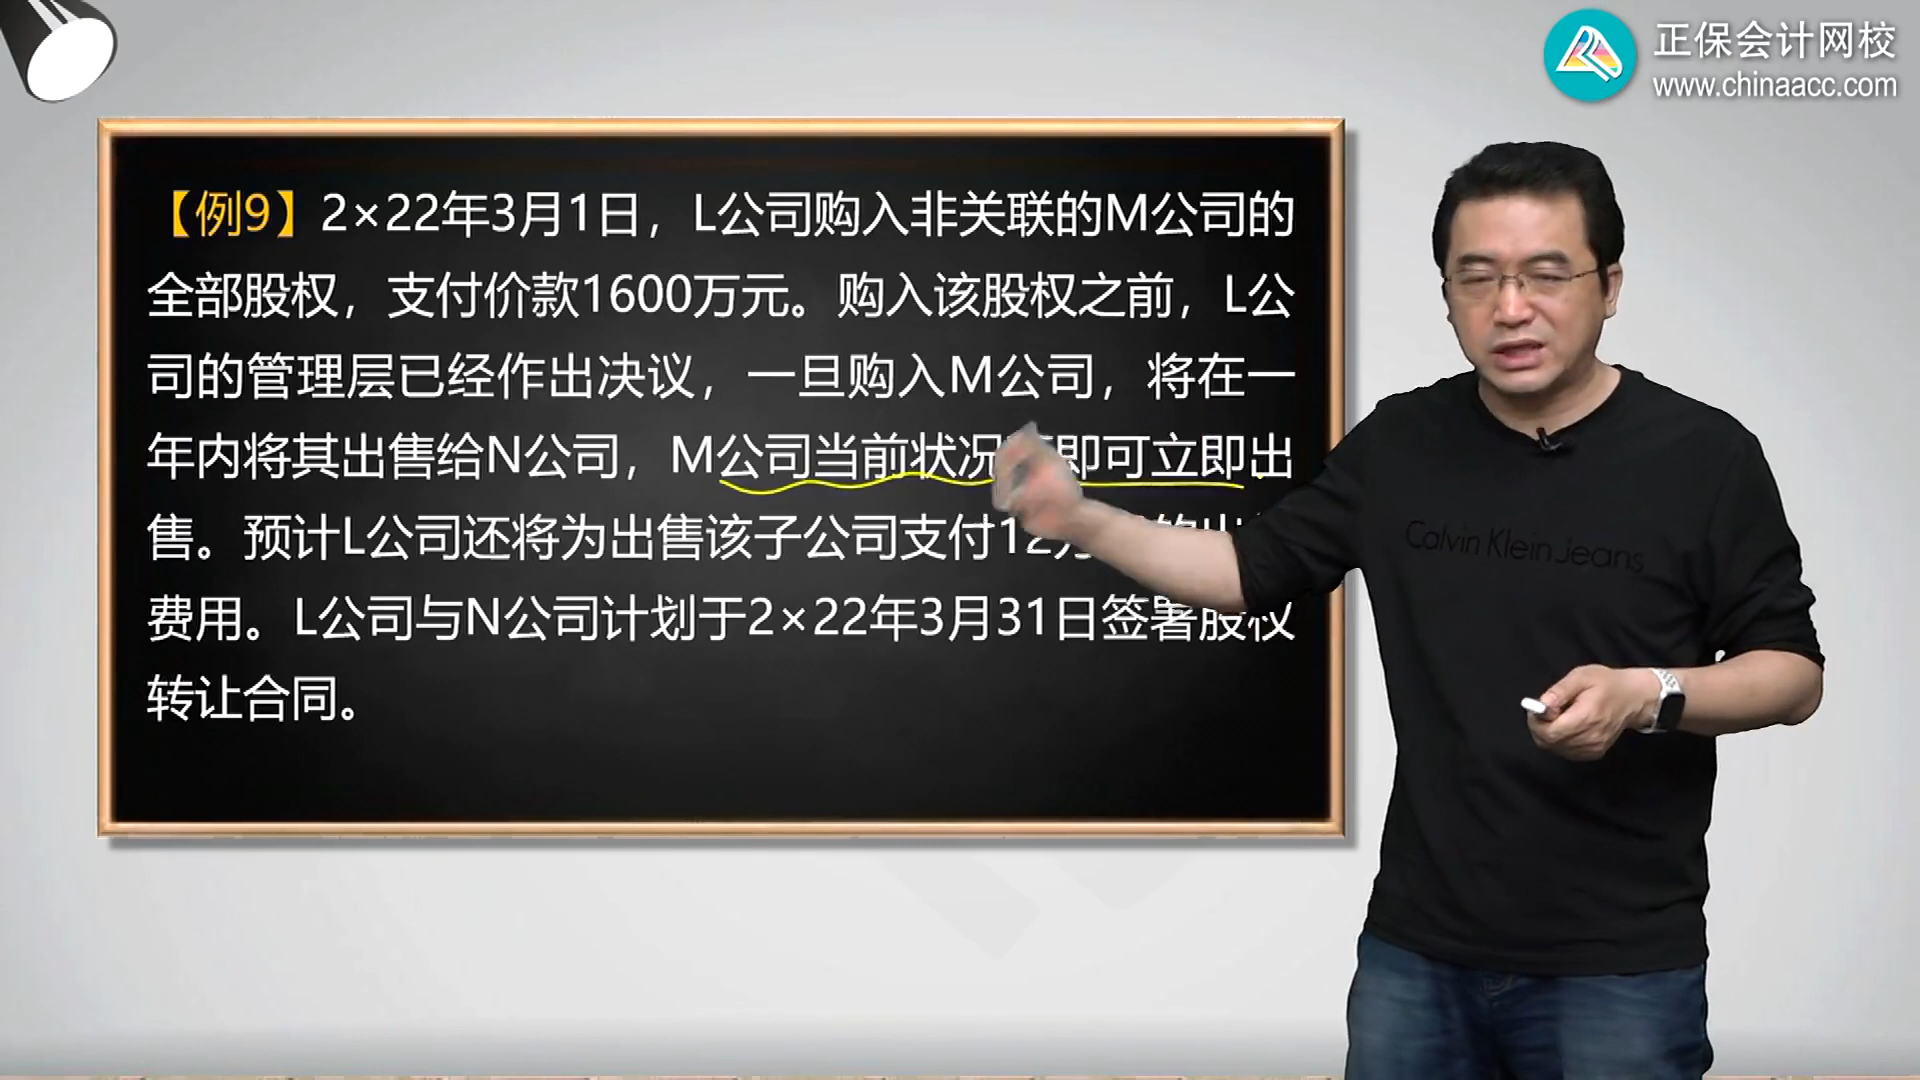 正保会计网校
www.chinaacc.com
【例9】2×22年3月1日，L公司购入非关联的M公司的
全部股权，支付价款1600万元。购入该股权之前，L公
司的管理层已经作出决议，一旦购入M公司，将在一
年内将其出售给N公司，M公司当前状况 即可立即出
售。预计L公司还将为出售该子公司支付12万
费用。L公司与N公司计划于2×22年3月31日签署股权
转让合同。
Calvin Klein Jeans